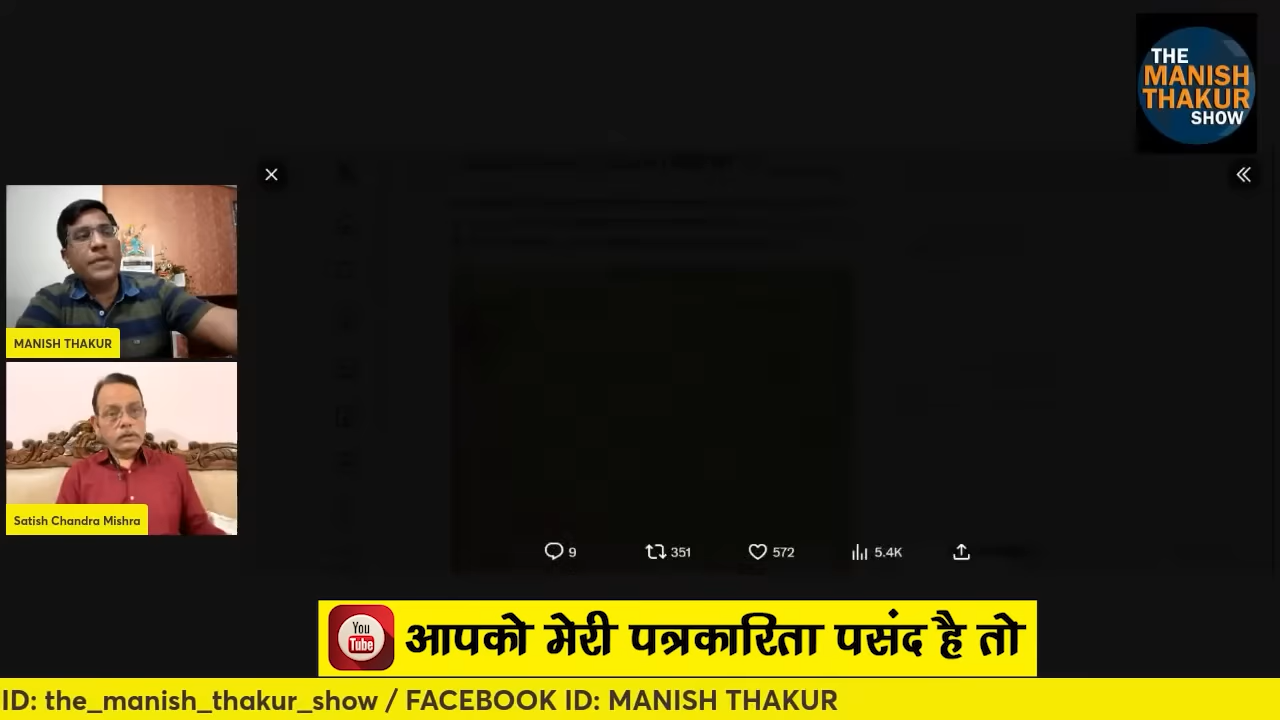 THE
MANISH
THAKUR
SHOW
MANISH THAKUR
Satish Chandra Mishra
9 351 572 5.4K
You
Tube
आपको मेरी पत्रकारिता पसंद है तो
ID: the_manish_thakur_show / FACEBOOK ID: MANISH THAKUR